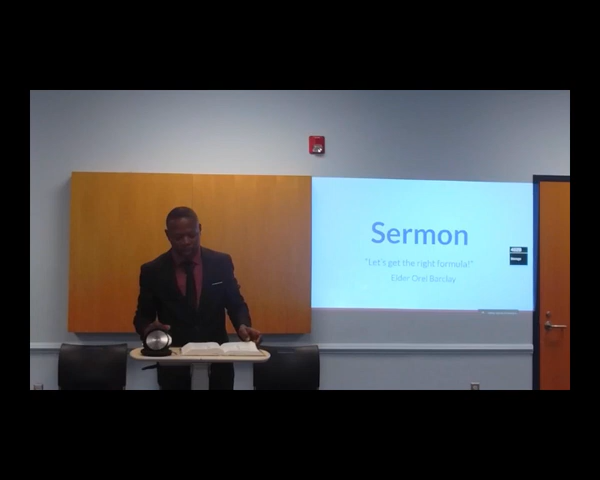 Sermon
"Let's get the right formula!"
Elder Orel Barclay